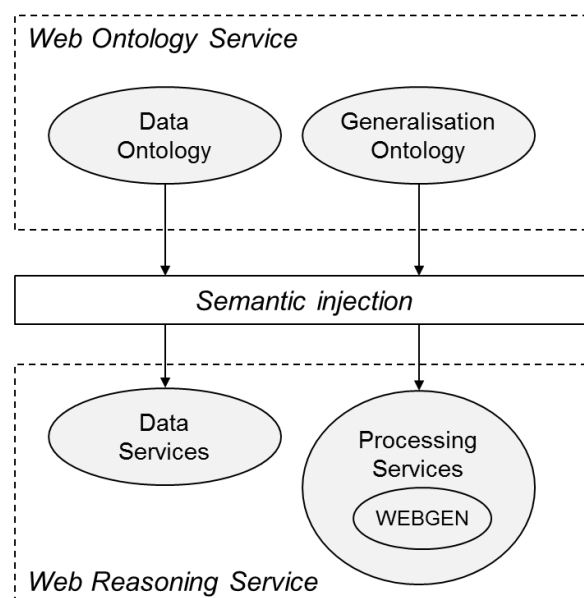 Web Ontology Service
Data
Ontology
Generalisation
Ontology
Semantic injection
Data
Services
Processing
Services
WEBGEN
Web Reasoning Service